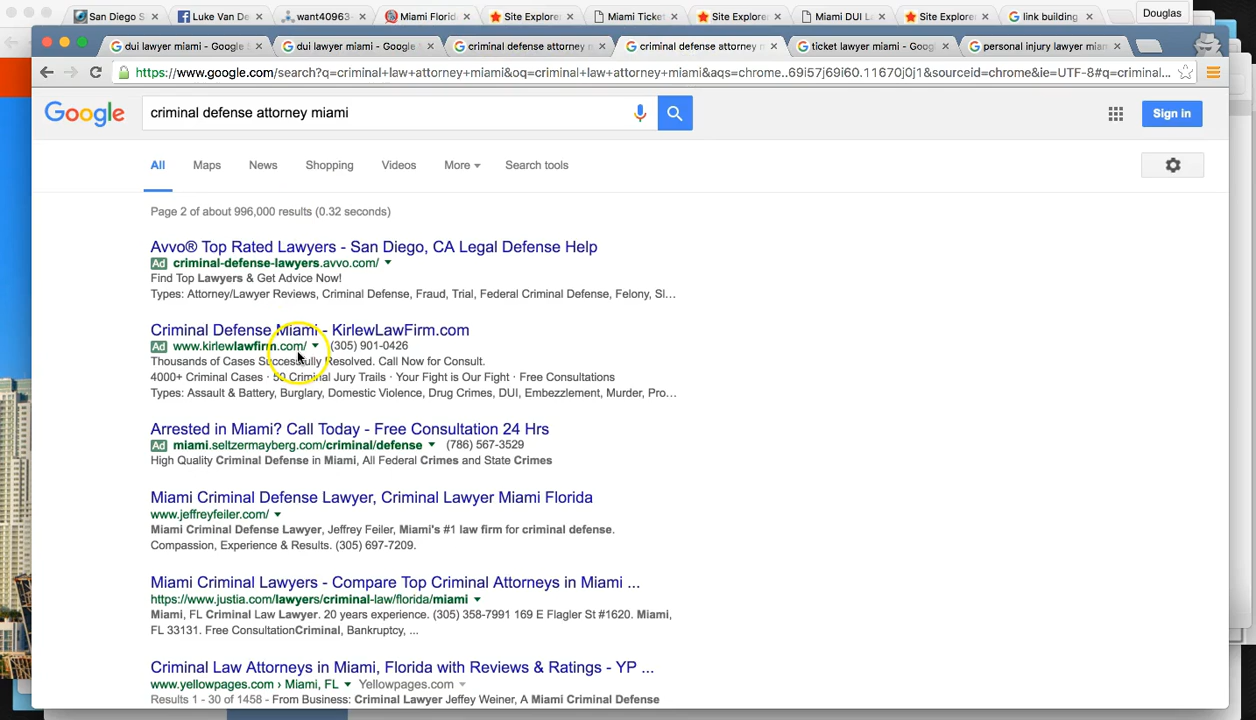 San Diego S
Luke Van De
want40963
Miami Florid
Site Explore
Miami Ticke
Site Explor
Miami DUI L
Site Explore
link building
Douglas
dui lawyer miami - Google
dui lawyer miami - Google
criminal defense attorney
criminal defense attorney m
ticket lawyer miami - Goog
personal injury lawyer mian
https://www.google.com/search?q=criminal+law+attorney+miami&oq=criminal+law+attorney+miami&aqs=chrome..69i57j69i60.11670j0j1&sourceid=chrome&ie=UTF-8#q=criminal...
Google
criminal defense attorney miami
Sign in
All
Maps
News
Shopping
Videos
More
Search tools
Page 2 of about 996,000 results (0.32 seconds)
Avvo® Top Rated Lawyers - San Diego, CA Legal Defense Help
Ad criminal-defense-lawyers.avvo.com/
Find Top Lawyers & Get Advice Now!
Types: Attorney/Lawyer Reviews, Criminal Defense, Fraud, Trial, Federal Criminal Defense, Felony, Sl...
Criminal Defense Miami - KirlewLawFirm.com
Ad www.kirlewlawfirm.com/ (305) 901-0426
Thousands of Cases Successfully Resolved. Call Now for Consult.
4000+ Criminal Cases · 50 Criminal Jury Trails · Your Fight is Our Fight · Free Consultations
Types: Assault & Battery, Burglary, Domestic Violence, Drug Crimes, DUI, Embezzlement, Murder, Pro...
Arrested in Miami? Call Today - Free Consultation 24 Hrs
Ad miami.seltzermayberg.com/criminal/defense (786) 567-3529
High Quality Criminal Defense in Miami, All Federal Crimes and State Crimes
Miami Criminal Defense Lawyer, Criminal Lawyer Miami Florida
www.jeffreyfeiler.com/
Miami Criminal Defense Lawyer, Jeffrey Feiler, Miami's #1 law firm for criminal defense.
Compassion, Experience & Results. (305) 697-7209.
Miami Criminal Lawyers - Compare Top Criminal Attorneys in Miami ...
https://www.justia.com/lawyers/criminal-law/florida/miami
Miami, FL Criminal Law Lawyer. 20 years experience. (305) 358-7991 169 E Flagler St #1620. Miami,
FL 33131. Free ConsultationCriminal, Bankruptcy, ...
Criminal Law Attorneys in Miami, Florida with Reviews & Ratings - YP ...
www.yellowpages.com › Miami, FL Yellowpages.com
Results 1 - 30 of 1458 - From Business: Criminal Lawyer Jeffey Weiner, A Miami Criminal Defense